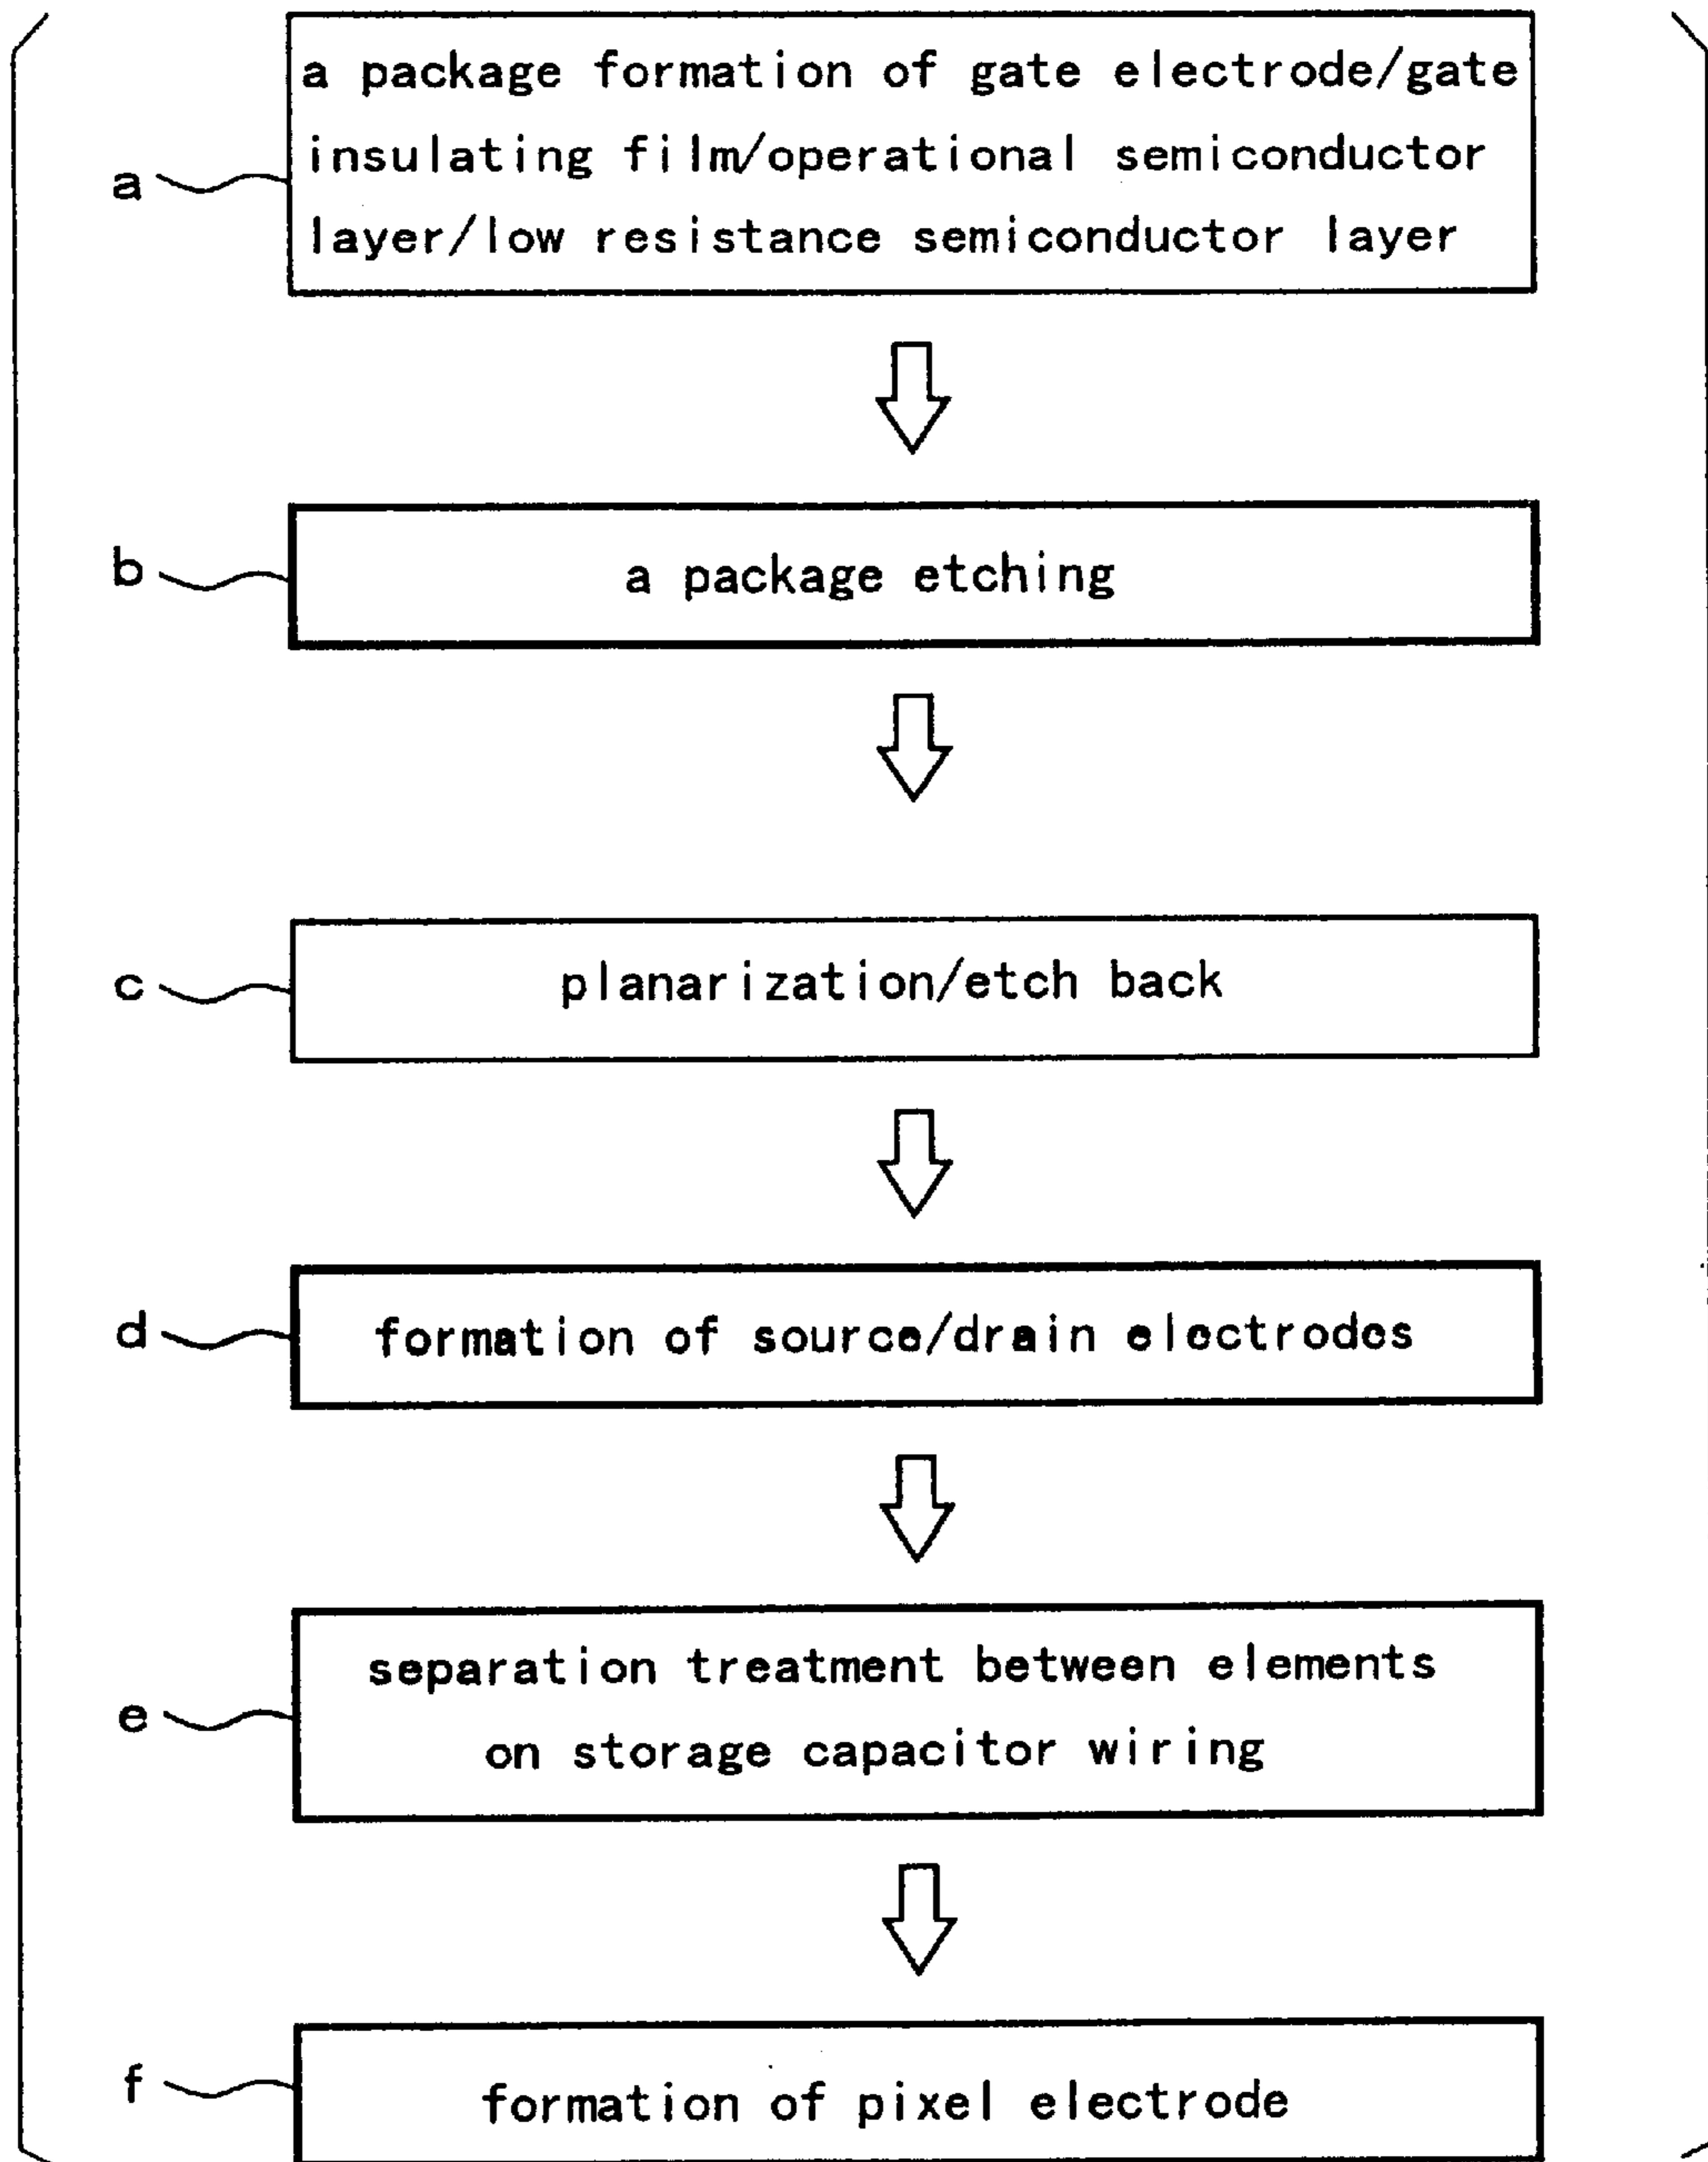 a package formation of gate electrode/gate
insulating film/operational semiconductor
a
layer/low resistance semiconductor layer
b
a package etching
c
planarization/etch back
d
formation of source/drain electrodes
separation treatment between elements
e
on storage capacitor wiring
f
formation of pixel electrode